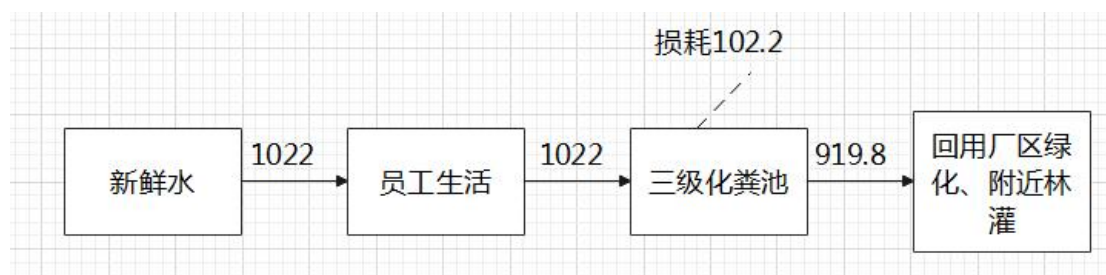 损耗102.2
新鲜水
1022
员工生活
1022
三级化粪池
919.8
回用厂区绿
化、附近林
灌